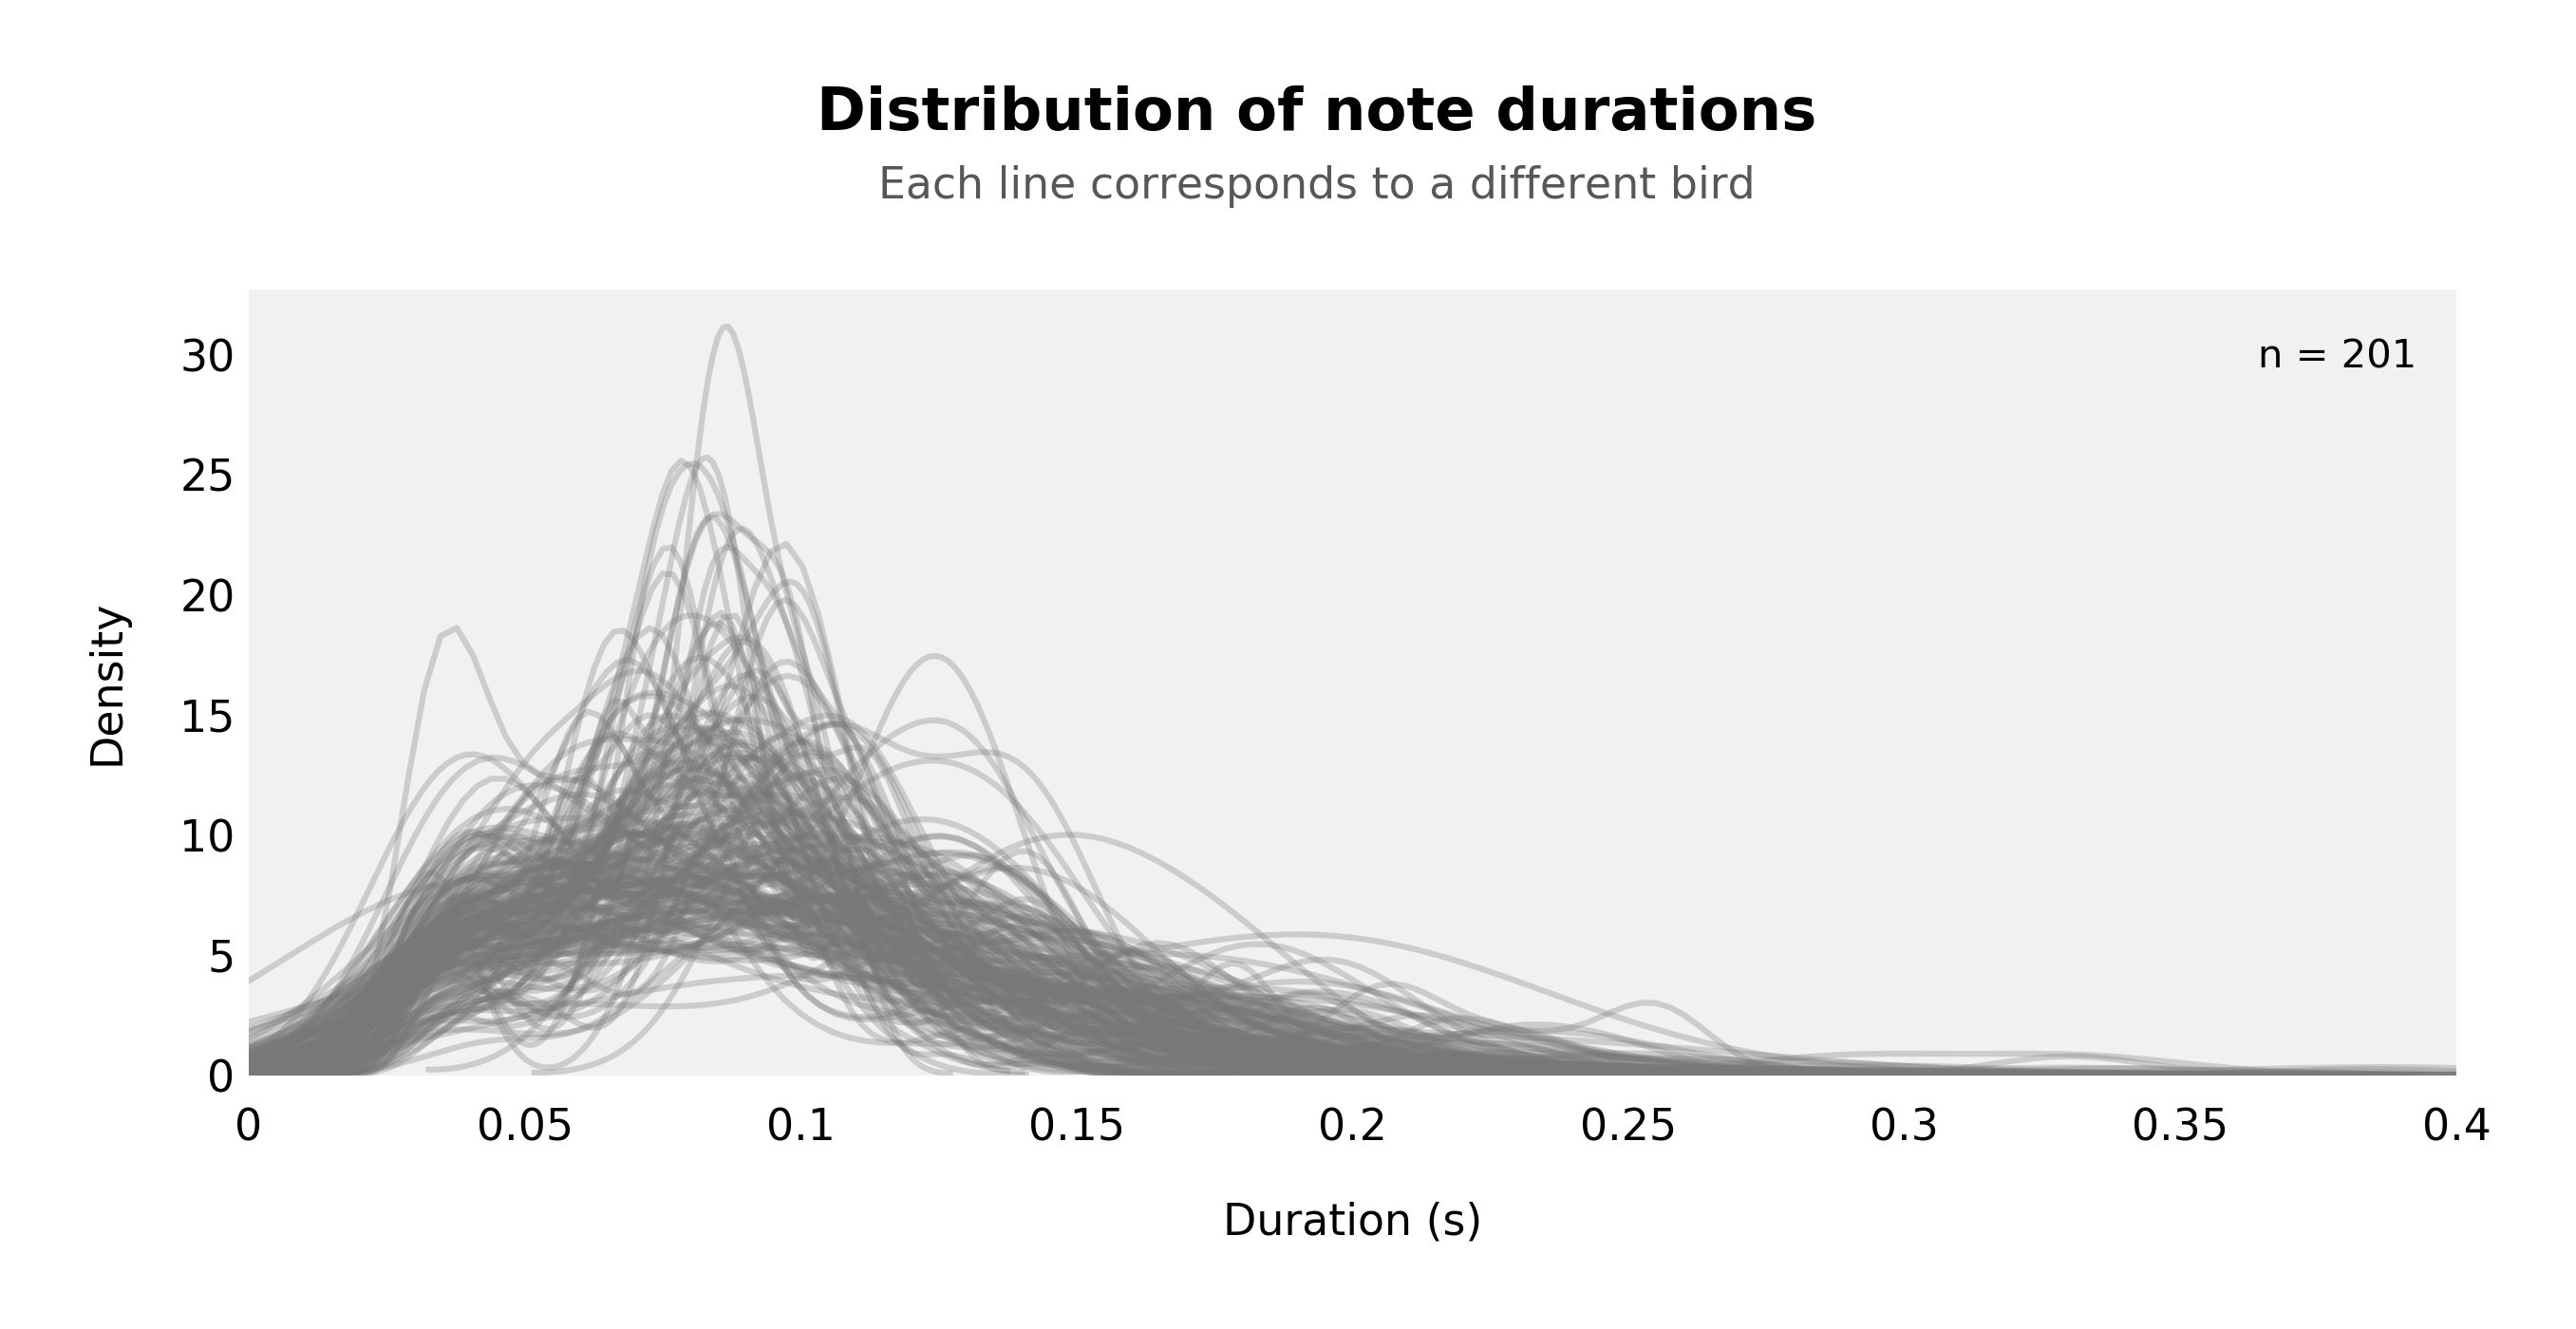 Distribution of note durations
Each line corresponds to a different bird
n = 201
30
25
20
15
10
5
0
Density
0 0.05 0.1 0.15 0.2 0.25 0.3 0.35 0.4
Duration (s)